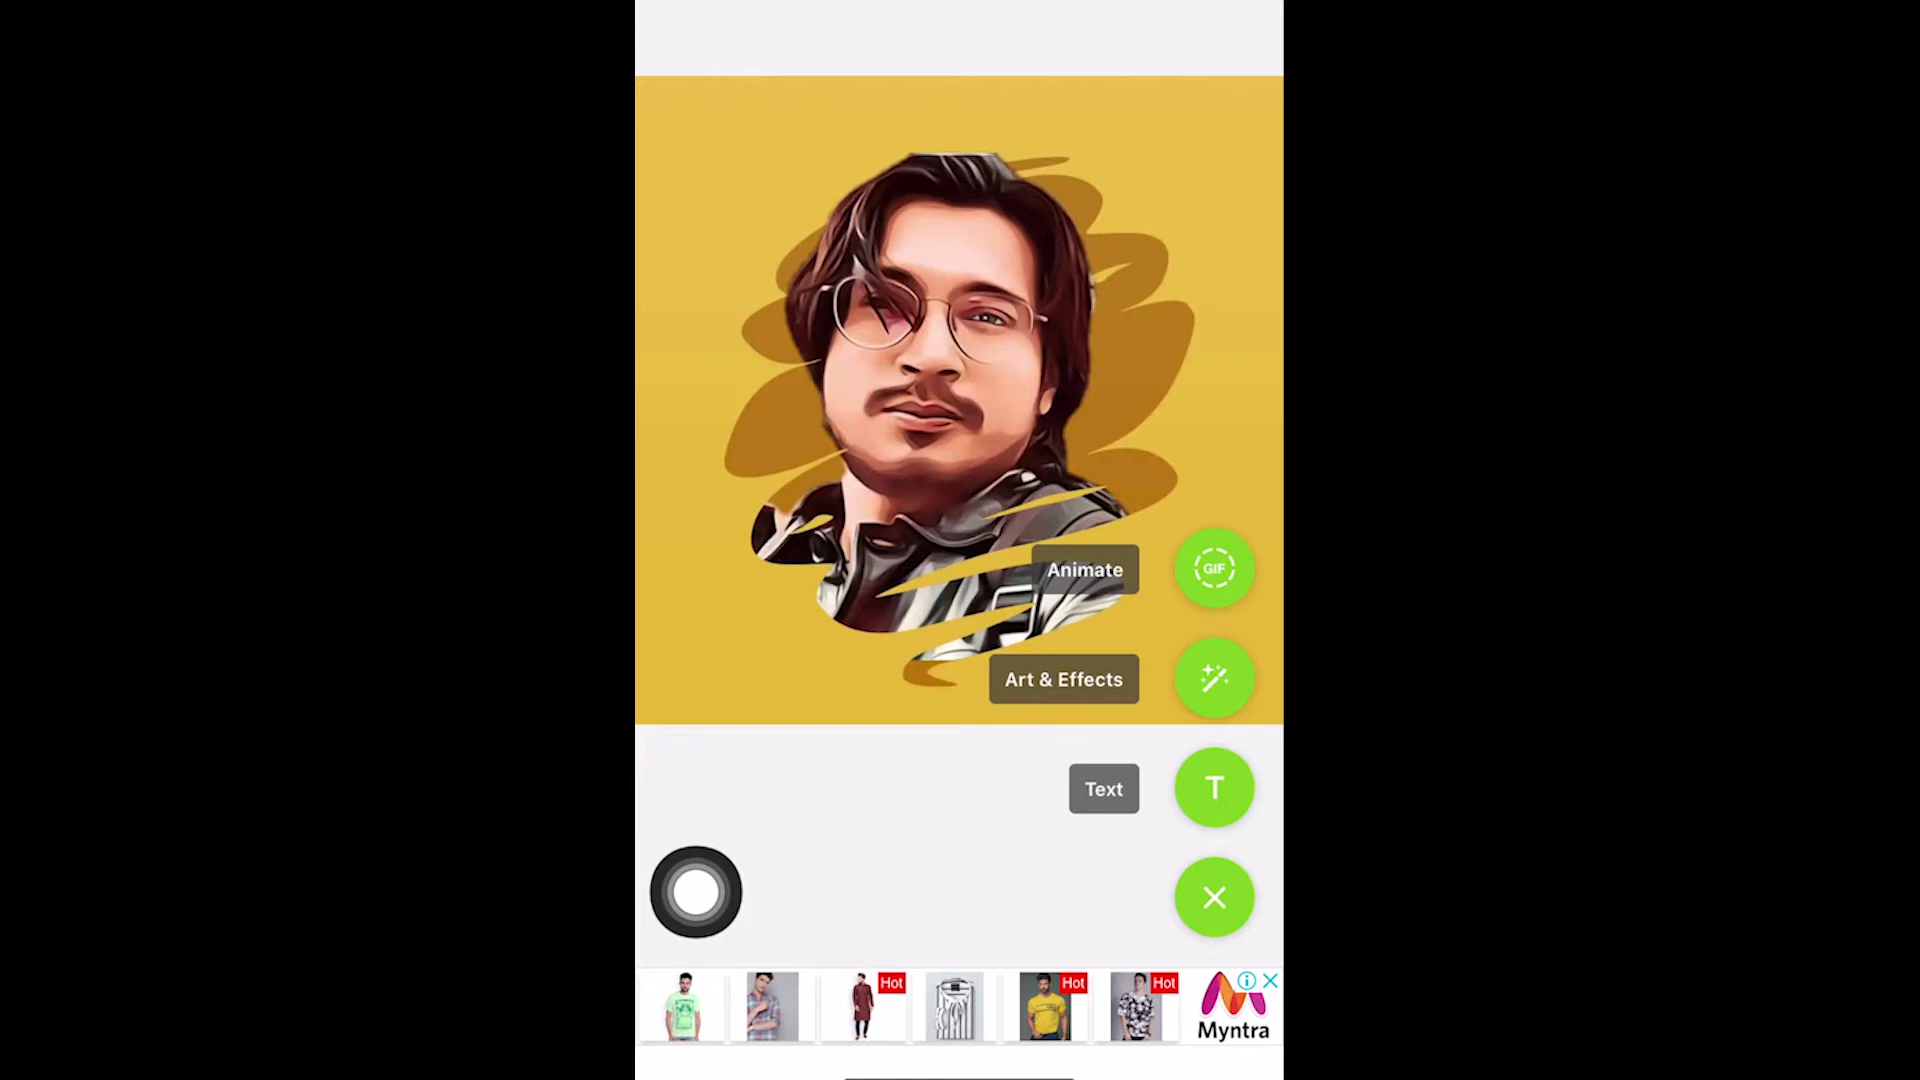 Animate
GIF
Art & Effects
Text
T
Hot
Hot
Hot
Myntra